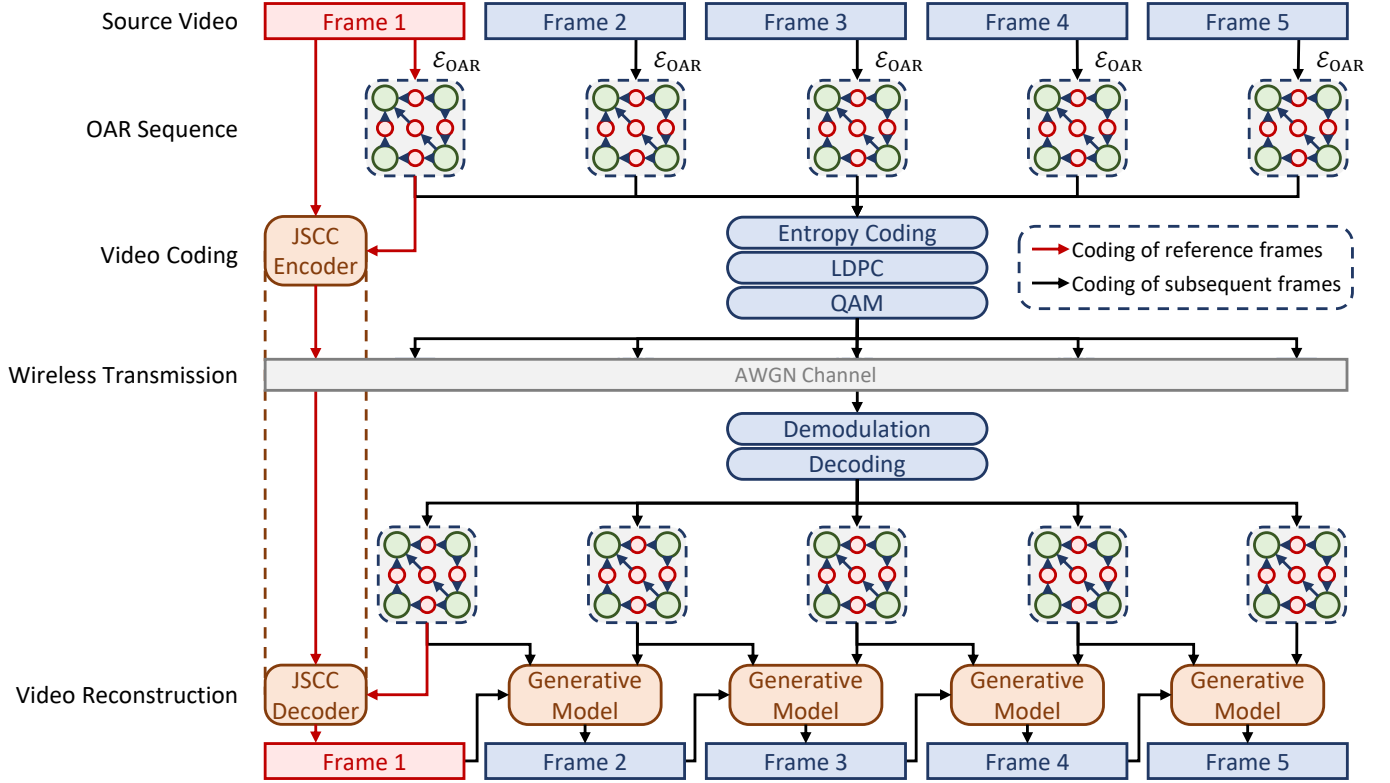 Source Video
Frame 1
Frame 2
Frame 3
Frame 4
Frame 5
ℰOAR
ℰOAR
ℰOAR
ℰOAR
ℰOAR
OAR Sequence
Video Coding
JSCC
Encoder
Entropy Coding
LDPC
QAM
Coding of reference frames
Coding of subsequent frames
Wireless Transmission
AWGN Channel
Demodulation
Decoding
Video Reconstruction
JSCC
Decoder
Generative
Model
Generative
Model
Generative
Model
Generative
Model
Frame 1
Frame 2
Frame 3
Frame 4
Frame 5